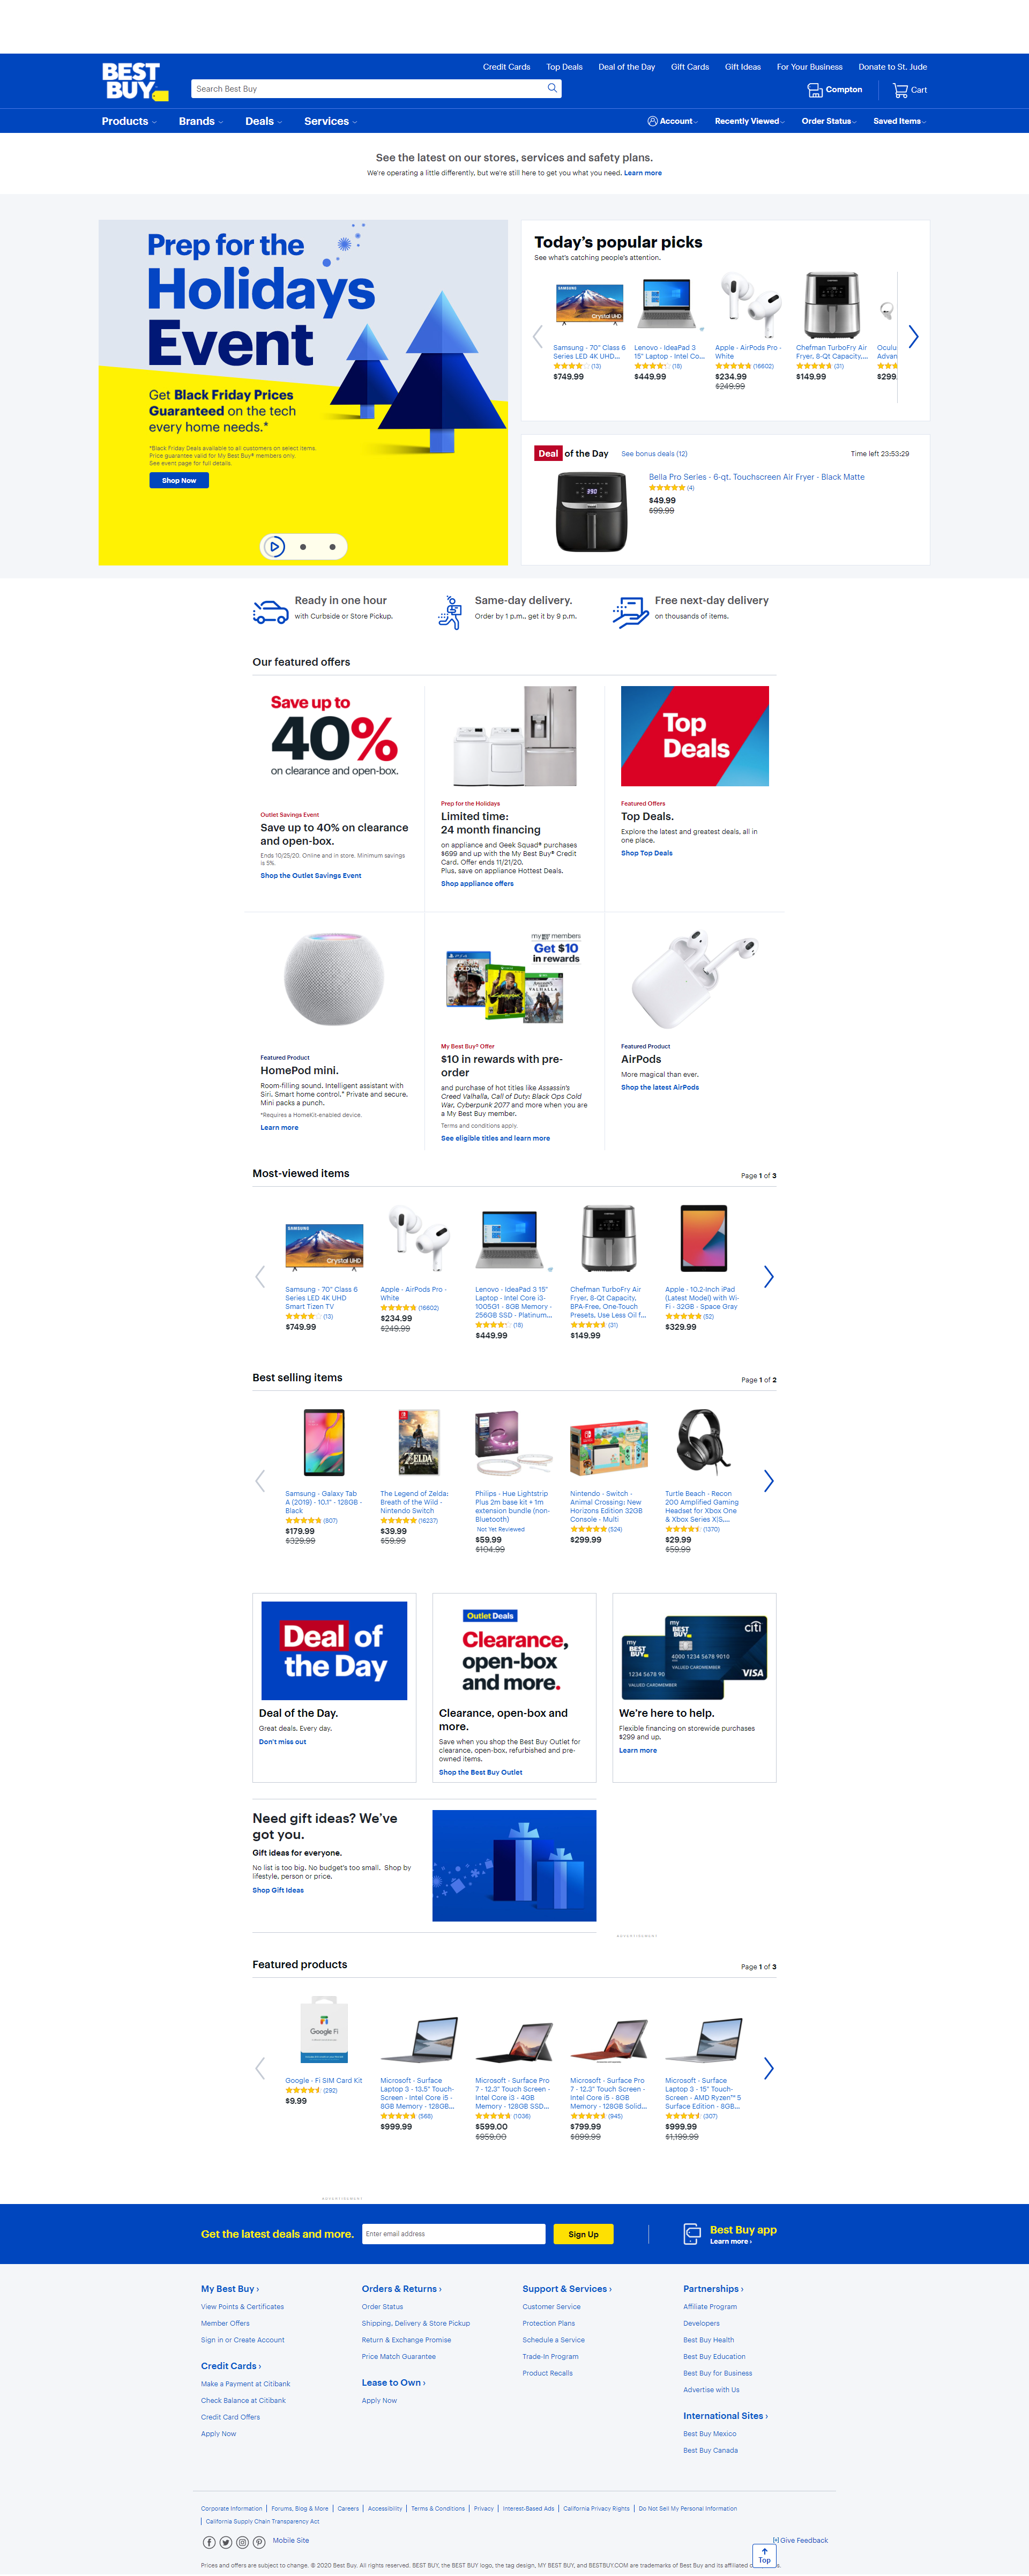 BEST BUY
Credit Cards Top Deals Deal of the Day Gift Cards Gift Ideas For Your Business Donate to St. Jude
Search Best Buy
Compton
Cart
Products Brands Deals Services
Account Recently Viewed Order Status Saved Items
See the latest on our stores, services and safety plans.
We're operating a little differently, but we're still here to get you what you need. Learn more
Prep for the
Holidays
Event
Get Black Friday Prices
Guaranteed on the tech
every home needs.*
*Black Friday Deals available to all customers on select items.
Price guarantee valid for My Best Buy® members only.
See event page for full details.
Shop Now
Today's popular picks
See what's catching people's attention.
SAMSUNG
Crystal UHD
Samsung - 70" Class 6
Series LED 4K UHD...
(13)
$749.99
Lenovo - IdeaPad 3
15" Laptop - Intel Co...
(18)
$449.99
Apple - AirPods Pro -
White
(16602)
$234.99
$249.99
Chefman TurboFry Air
Fryer, 8-Qt Capacity,...
(31)
$149.99
Oculu
Advan
$299.
Deal of the Day
See bonus deals (12)
Time left 23:53:29
Bella Pro Series - 6-qt. Touchscreen Air Fryer - Black Matte
(4)
$49.99
$99.99
Ready in one hour
with Curbside or Store Pickup.
Same-day delivery.
Order by 1 p.m., get it by 9 p.m.
Free next-day delivery
on thousands of items.
Our featured offers
Save up to
40%
on clearance
and open-box.
Outlet Savings Event
Save up to 40% on clearance
and open-box.
Ends 10/25/20. Online and in store. Minimum savings
is 5%.
Shop the Outlet Savings Event
Prep for the Holidays
Limited time:
24 month financing
on appliance and Geek Squad® purchases
$699 and up with the My Best Buy® Credit
Card. Offer ends 11/21/20.
Plus, save on appliance Hottest Deals.
Shop appliance offers
Top
Deals
Featured Offers
Top Deals.
Explore the latest and greatest deals, all in
one place.
Shop Top Deals
Featured Product
HomePod mini.
Room-filling sound. Intelligent assistant with
Siri. Smart home control.* Private and secure.
Mini packs a punch.
*Requires a HomeKit-enabled device.
Learn more
my BEST BUY members
Get $10
in rewards
VALHALLA
My Best Buy® Offer
$10 in rewards with pre-
order
and purchase of hot titles like Assassin's
Creed Valhalla, Call of Duty: Black Ops Cold
War, Cyberpunk 2077 and more when you are
a My Best Buy member.
Terms and conditions apply.
See eligible titles and learn more
Featured Product
AirPods
More magical than ever.
Shop the latest AirPods
Most-viewed items
Page 1 of 3
SAMSUNG
Crystal UHD
Samsung - 70" Class 6
Series LED 4K UHD
Smart Tizen TV
(13)
$749.99
Apple - AirPods Pro -
White
(16602)
$234.99
$249.99
Lenovo - IdeaPad 3 15"
Laptop - Intel Core i3-
1005G1 - 8GB Memory -
256GB SSD - Platinum...
(18)
$449.99
Chefman TurboFry Air
Fryer, 8-Qt Capacity,
BPA-Free, One-Touch
Presets, Use Less Oil f...
(31)
$149.99
Apple - 10.2-Inch iPad
(Latest Model) with Wi-
Fi - 32GB - Space Gray
(52)
$329.99
Best selling items
Page 1 of 2
Samsung - Galaxy Tab
A (2019) - 10.1" - 128GB -
Black
(807)
$179.99
$329.99
ZELDA
The Legend of Zelda:
Breath of the Wild -
Nintendo Switch
(16237)
$39.99
$59.99
Philips - Hue Lightstrip
Plus 2m base kit + 1m
extension bundle (non-
Bluetooth)
Not Yet Reviewed
$59.99
$104.99
Nintendo - Switch -
Animal Crossing: New
Horizons Edition 32GB
Console - Multi
(524)
$299.99
Turtle Beach - Recon
200 Amplified Gaming
Headset for Xbox One
& Xbox Series X|S,...
(1370)
$29.99
$59.99
Deal of
the Day
Deal of the Day.
Great deals. Every day.
Don't miss out
Outlet Deals
Clearance,
open-box
and more.
Clearance, open-box and
more.
Save when you shop the Best Buy Outlet for
clearance, open-box, refurbished and pre-
owned items.
Shop the Best Buy Outlet
my
BEST
BUY
1234 5678 90
VALUED CARDMEMBER
my
BEST
BUY
citi
4000 1234 5678 9010
VALUED CARDMEMBER
VISA
We're here to help.
Flexible financing on storewide purchases
$299 and up.
Learn more
Need gift ideas? We've
got you.
Gift ideas for everyone.
No list is too big. No budget's too small. Shop by
lifestyle, person or price.
Shop Gift Ideas
ADVERTISEMENT
Featured products
Page 1 of 3
Google Fi
Google - Fi SIM Card Kit
(292)
$9.99
Microsoft - Surface
Laptop 3 - 13.5" Touch-
Screen - Intel Core i5 -
8GB Memory - 128GB...
(568)
$999.99
Microsoft - Surface Pro
7 - 12.3" Touch Screen -
Intel Core i3 - 4GB
Memory - 128GB SSD...
(1036)
$599.00
$959.00
Microsoft - Surface Pro
7 - 12.3" Touch Screen -
Intel Core i5 - 8GB
Memory - 128GB Solid...
(945)
$799.99
$899.99
Microsoft - Surface
Laptop 3 - 15" Touch-
Screen - AMD Ryzen™ 5
Surface Edition - 8GB...
(307)
$999.99
$1,199.99
ADVERTISEMENT
Get the latest deals and more.
Enter email address
Sign Up
Best Buy app
Learn more ›
My Best Buy ›
View Points & Certificates
Member Offers
Sign in or Create Account
Credit Cards ›
Make a Payment at Citibank
Check Balance at Citibank
Credit Card Offers
Apply Now
Orders & Returns ›
Order Status
Shipping, Delivery & Store Pickup
Return & Exchange Promise
Price Match Guarantee
Lease to Own ›
Apply Now
Support & Services ›
Customer Service
Protection Plans
Schedule a Service
Trade-In Program
Product Recalls
Partnerships ›
Affiliate Program
Developers
Best Buy Health
Best Buy Education
Best Buy for Business
Advertise with Us
International Sites ›
Best Buy Mexico
Best Buy Canada
Corporate Information | Forums, Blog & More | Careers | Accessibility | Terms & Conditions | Privacy | Interest-Based Ads | California Privacy Rights | Do Not Sell My Personal Information
| California Supply Chain Transparency Act
Mobile Site
[+] Give Feedback
Top
Prices and offers are subject to change. © 2020 Best Buy. All rights reserved. BEST BUY, the BEST BUY logo, the tag design, MY BEST BUY, and BESTBUY.COM are trademarks of Best Buy and its affiliated